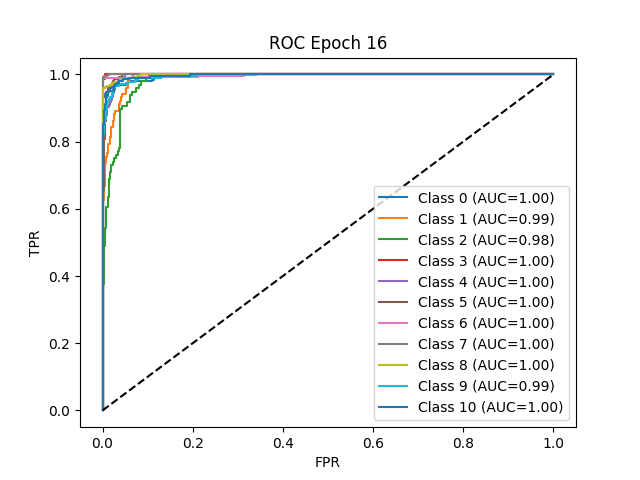 ROC Epoch 16
1.0
0.8
0.6
0.4
0.2
0.0
TPR
Class 0 (AUC=1.00)
Class 1 (AUC=0.99)
Class 2 (AUC=0.98)
Class 3 (AUC=1.00)
Class 4 (AUC=1.00)
Class 5 (AUC=1.00)
Class 6 (AUC=1.00)
Class 7 (AUC=1.00)
Class 8 (AUC=1.00)
Class 9 (AUC=0.99)
Class 10 (AUC=1.00)
0.0 0.2 0.4 0.6 0.8 1.0
FPR